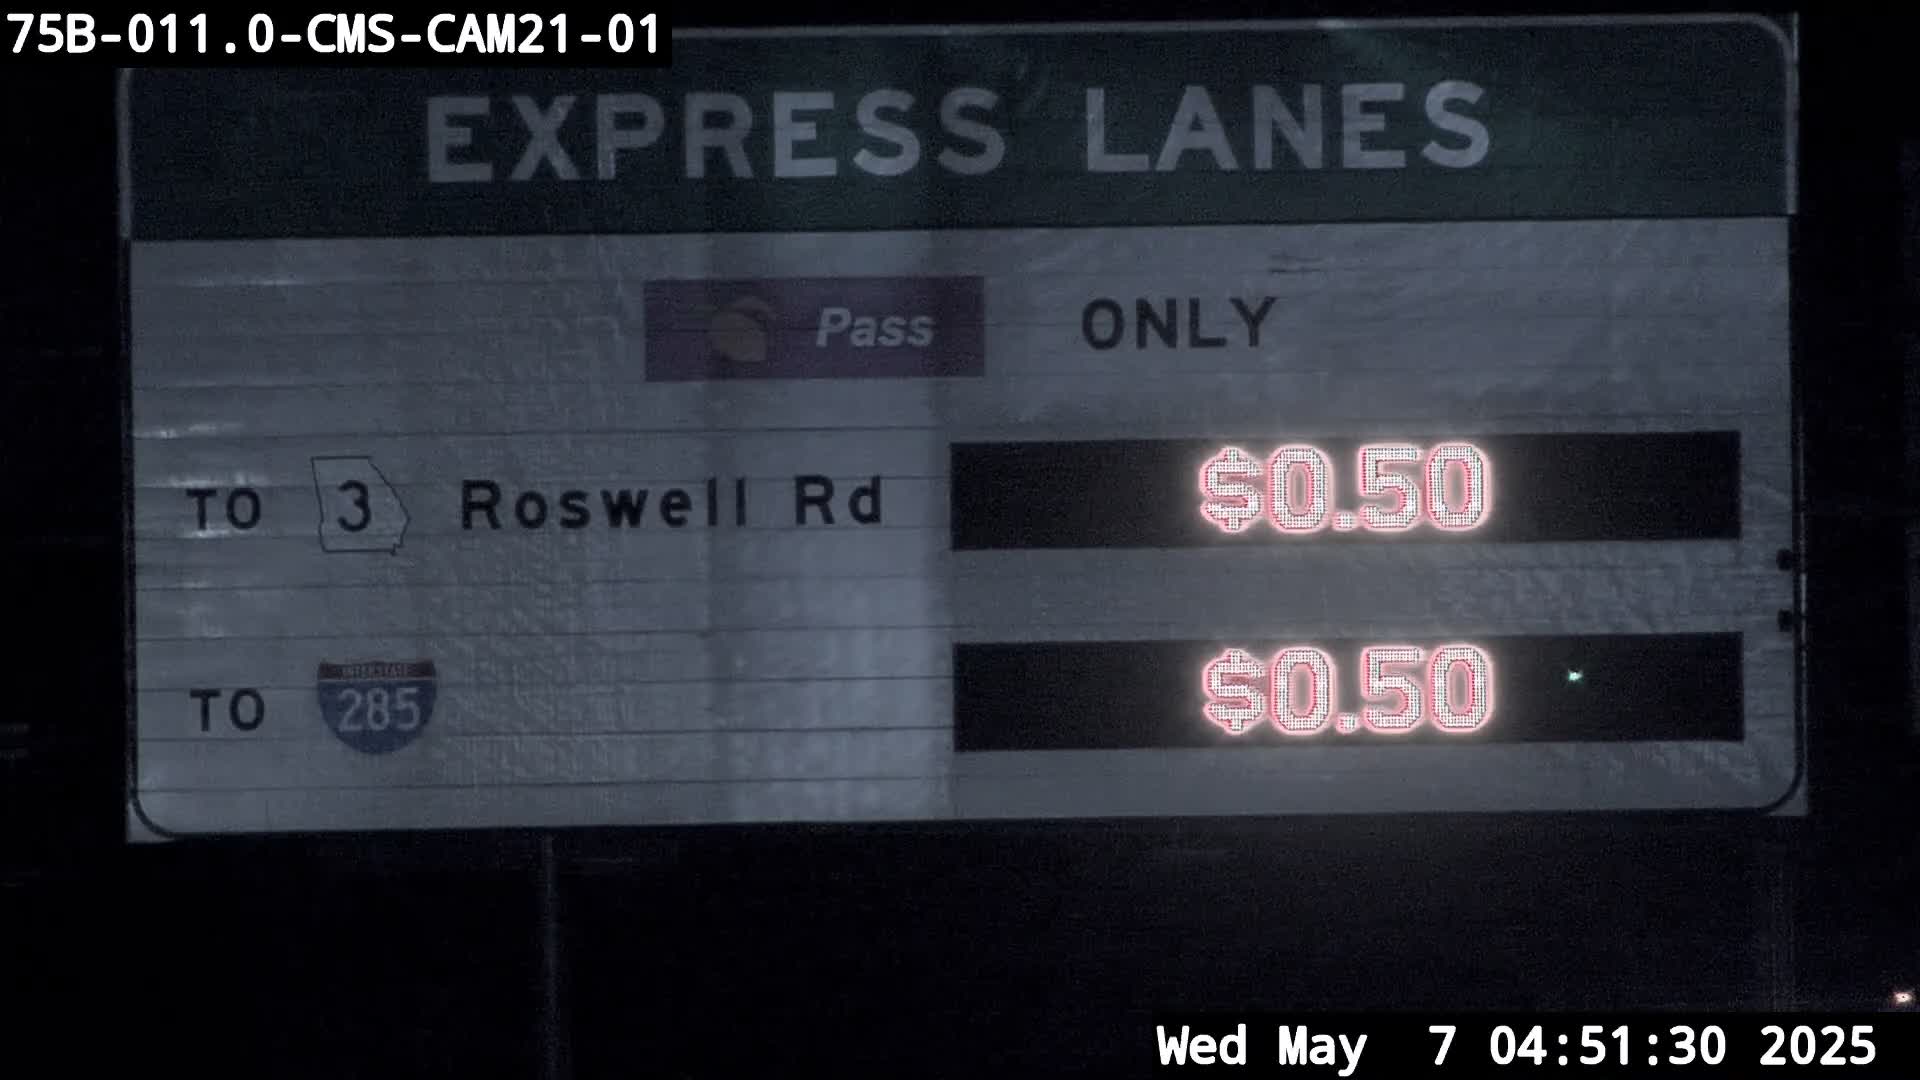 75B-011.0-CMS-CAM21-01
EXPRESS LANES
Pass ONLY
TO 3 Roswell Rd $0.50
TO INTERSTATE 285 $0.50
Wed May 7 04:51:30 2025